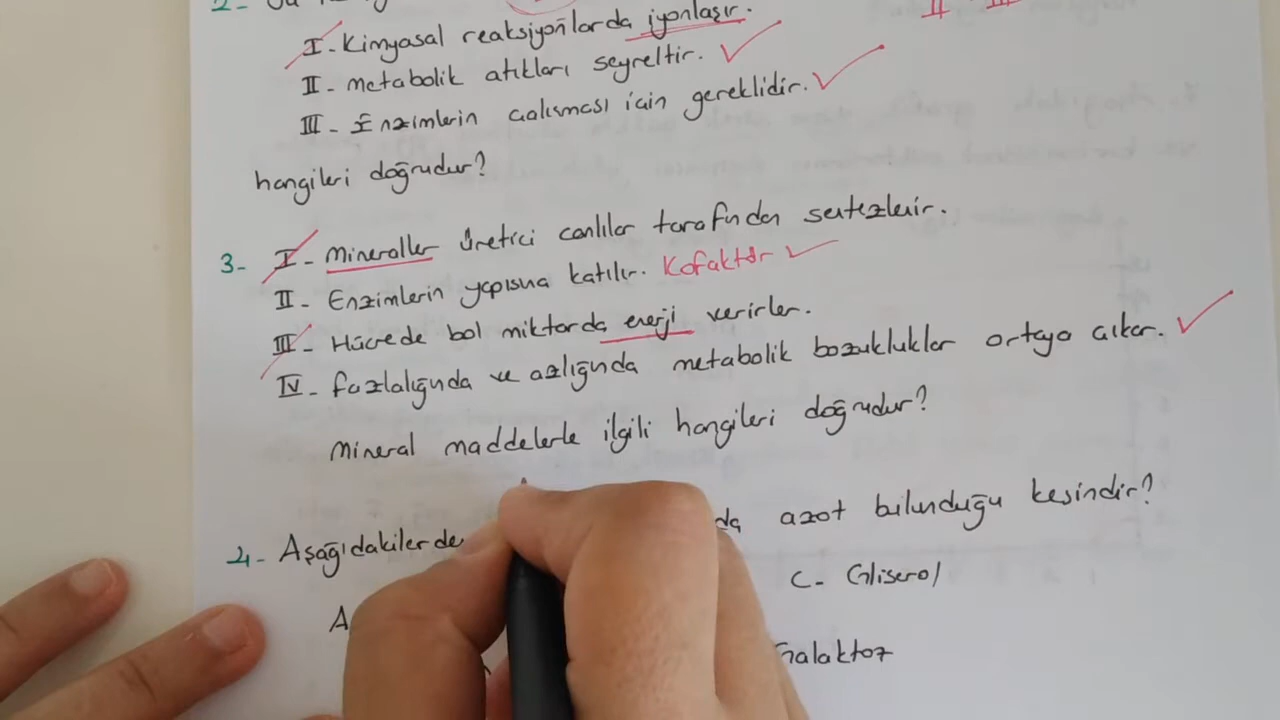 2-
I- Kimyasal reaksiyonlarda iyonlaşır.
II- Metabolik atıkları seyreltir.
III- Enzimlerin çalışması için gereklidir.
hangileri doğrudur?
3- I- Mineraller üretici canlılar tarafından sentezlenir.
II- Enzimlerin yapısına katılır. Kofaktör
III- Hücrede bol miktarda enerji verirler.
IV- Fazlalığında ve azlığında metabolik bozukluklar ortaya çıkar.
Mineral maddelerle ilgili hangileri doğrudur?
4- Aşağıdakilerde azot bulunduğu kesindir?
A C- Gliserol
Galaktoz